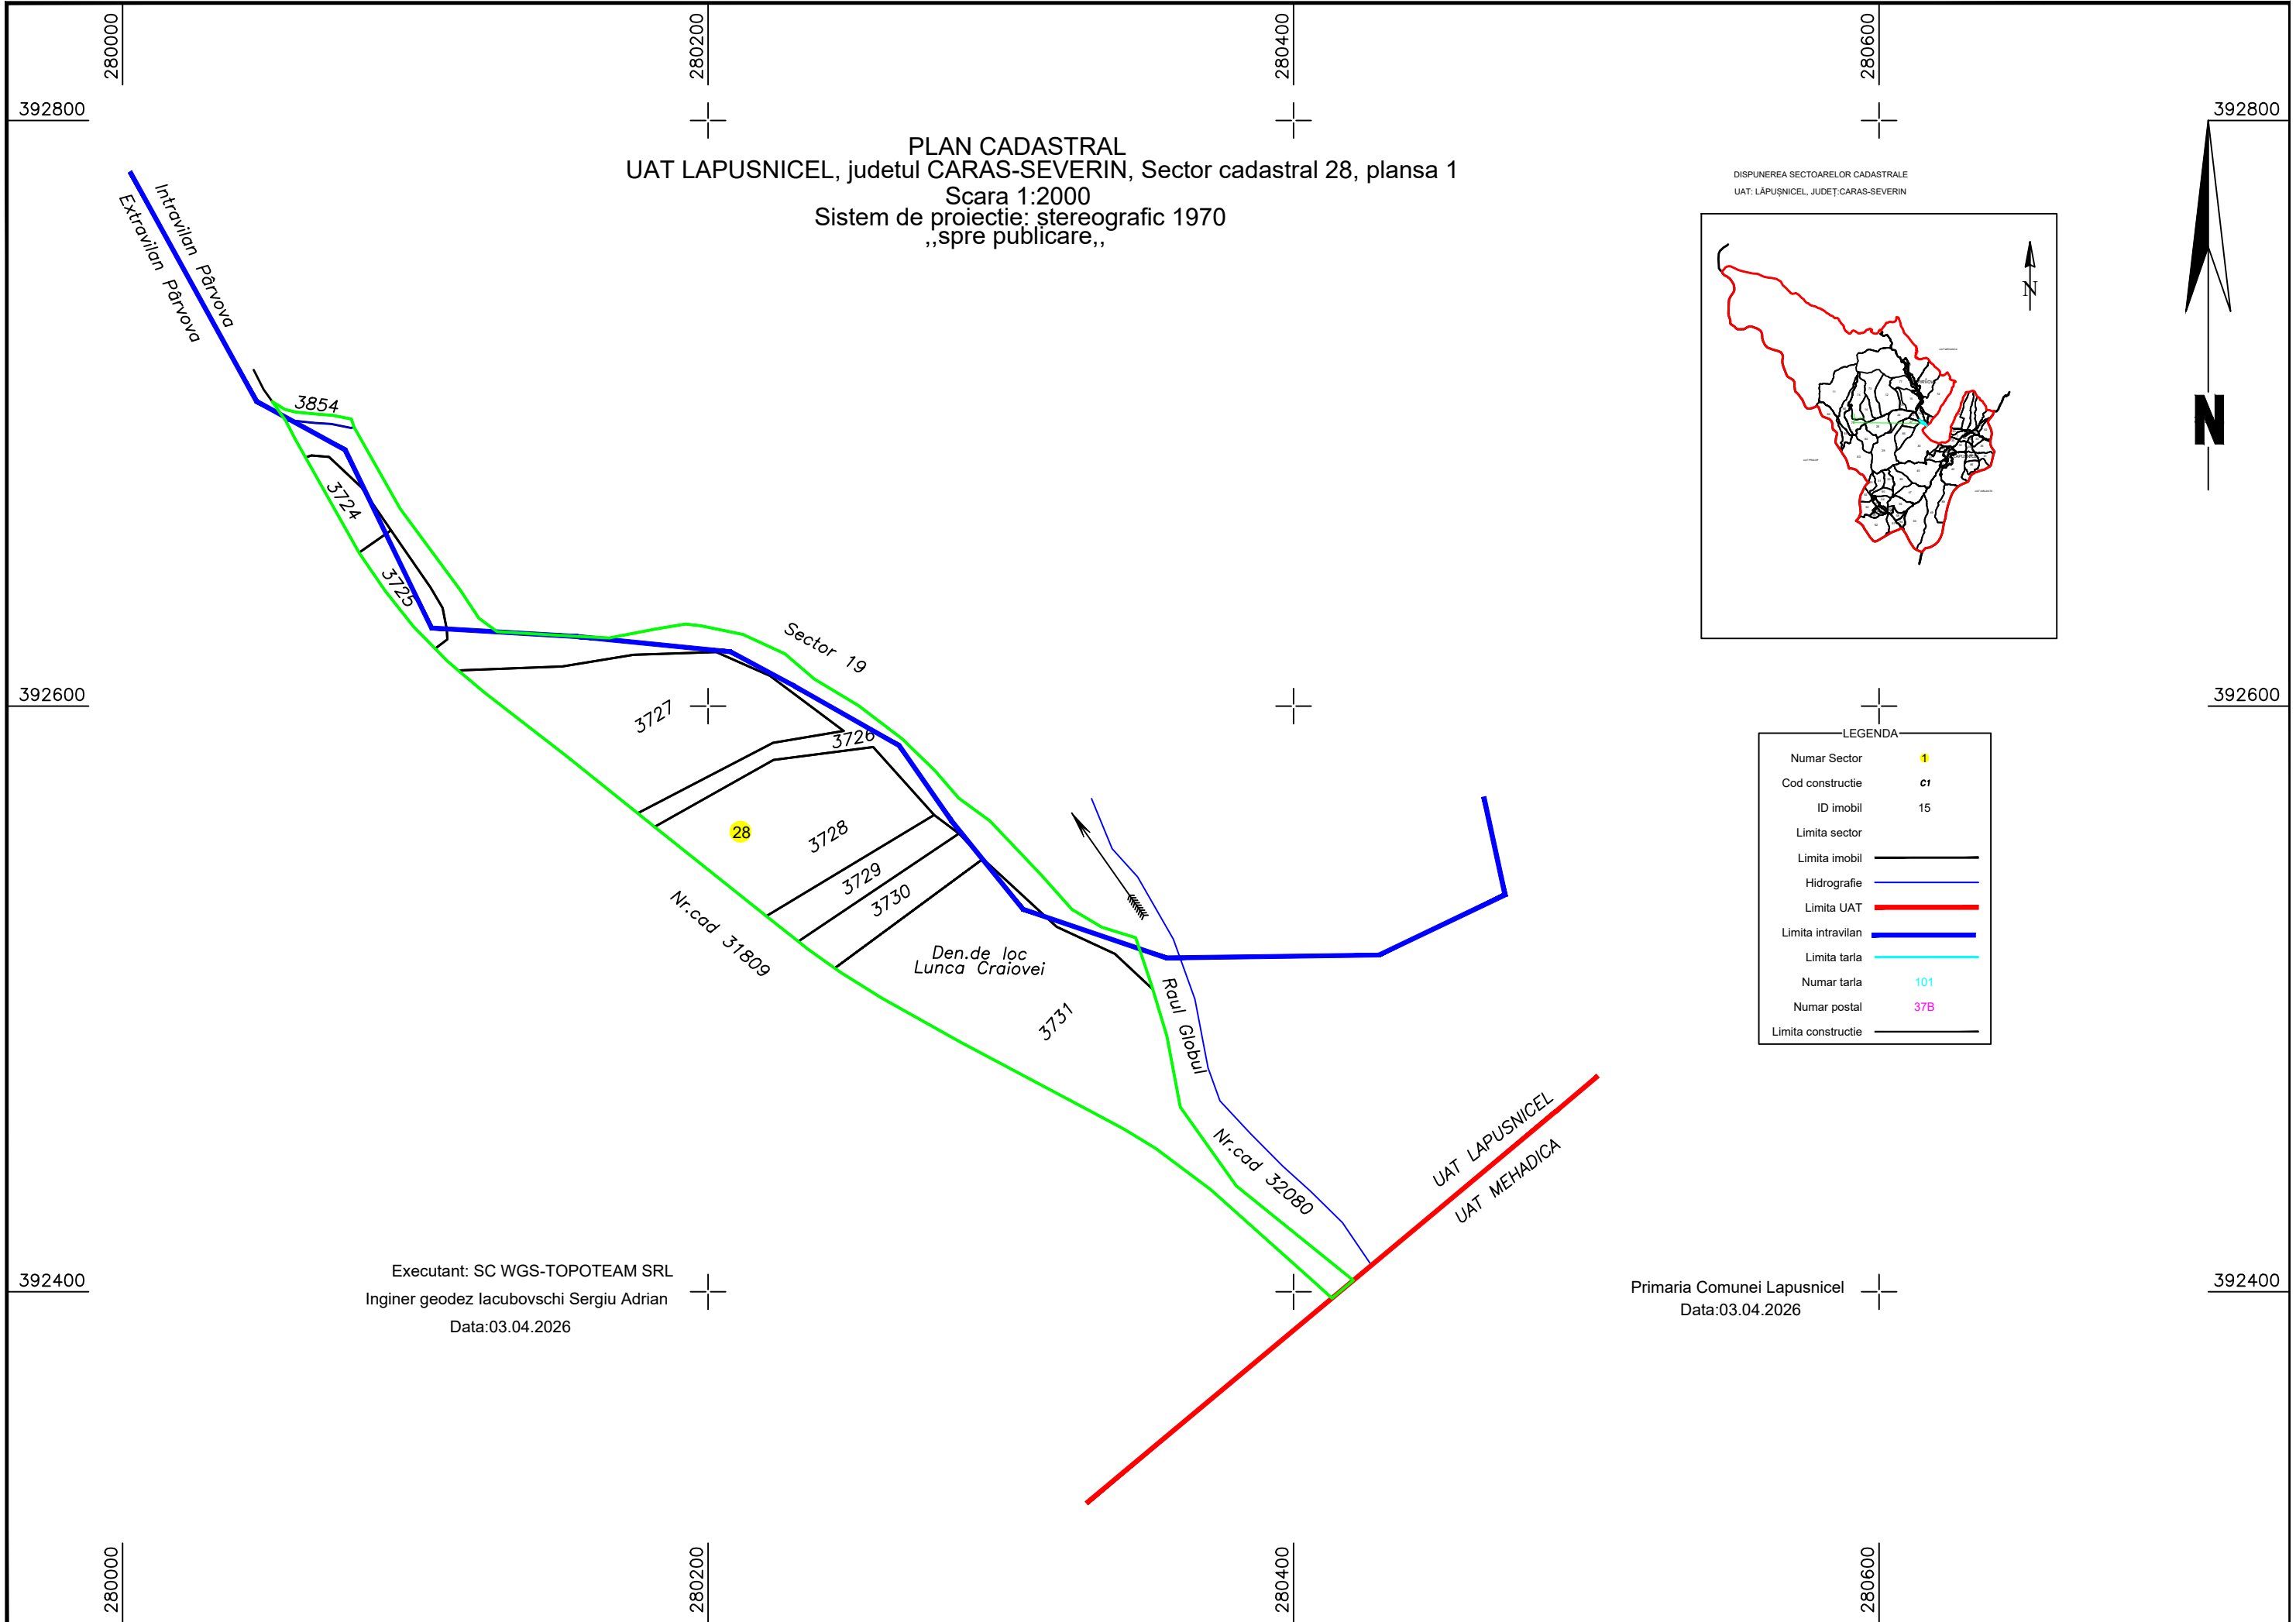 280000
280200
280400
280600
392800
392800
PLAN CADASTRAL
UAT LAPUSNICEL, judetul CARAS-SEVERIN, Sector cadastral 28, plansa 1
Scara 1:2000
Sistem de proiectie: stereografic 1970
,,spre publicare,,
DISPUNEREA SECTOARELOR CADASTRALE
UAT: LĂPUȘNICEL, JUDEȚ:CARAS-SEVERIN
N
N
Intravilan Pârvova
Extravilan Pârvova
3854
3724
3725
Sector 19
392600
392600
3727
3726
28
3728
3729
3730
Nr.cad 31809
Den.de loc
Lunca Craiovei
3731
Raul Globul
Nr.cad 32080
UAT LAPUSNICEL
UAT MEHADICA
LEGENDA
Numar Sector 1
Cod constructie C1
ID imobil 15
Limita sector
Limita imobil
Hidrografie
Limita UAT
Limita intravilan
Limita tarla
Numar tarla 101
Numar postal 37B
Limita constructie
392400
392400
Executant: SC WGS-TOPOTEAM SRL
Inginer geodez Iacubovschi Sergiu Adrian
Data:03.04.2026
Primaria Comunei Lapusnicel
Data:03.04.2026
280000
280200
280400
280600